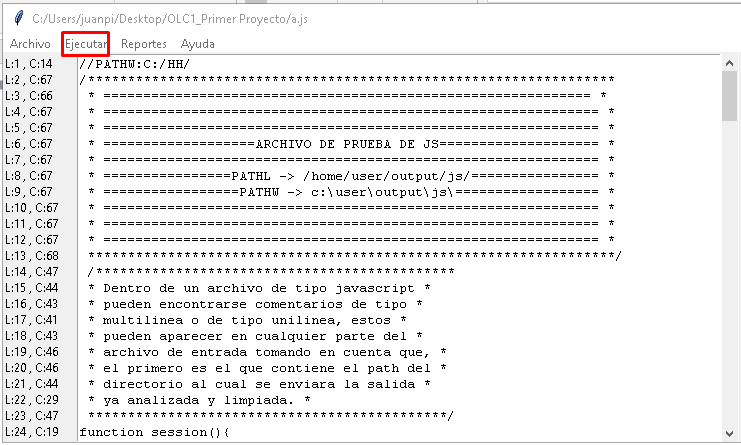 C:/Users/juanpi/Desktop/OLC1_Primer Proyecto/a.js
Archivo Ejecutar Reportes Ayuda
L:1 , C:14 //PATHW:C:/HH/
L:2 , C:67 /******************************************************************
L:3 , C:66  * ============================================================= *
L:4 , C:67  * ============================================================== *
L:5 , C:67  * ============================================================== *
L:6 , C:67  * ===================ARCHIVO DE PRUEBA DE JS==================== *
L:7 , C:67  * ============================================================== *
L:8 , C:67  * ================PATHL -> /home/user/output/js/================ *
L:9 , C:67  * =================PATHW -> c:\user\output\js\================== *
L:10 , C:67  * ============================================================== *
L:11 , C:67  * ============================================================== *
L:12 , C:67  * ============================================================== *
L:13 , C:68  ******************************************************************/
L:14 , C:47  /*********************************************
L:15 , C:44  * Dentro de un archivo de tipo javascript *
L:16 , C:43  * pueden encontrarse comentarios de tipo *
L:17 , C:41  * multilinea o de tipo unilinea, estos *
L:18 , C:43  * pueden aparecer en cualquier parte del *
L:19 , C:46  * archivo de entrada tomando en cuenta que, *
L:20 , C:46  * el primero es el que contiene el path del *
L:21 , C:44  * directorio al cual se enviara la salida *
L:22 , C:29  * ya analizada y limpiada. *
L:23 , C:47  *********************************************/
L:24 , C:19 function session(){